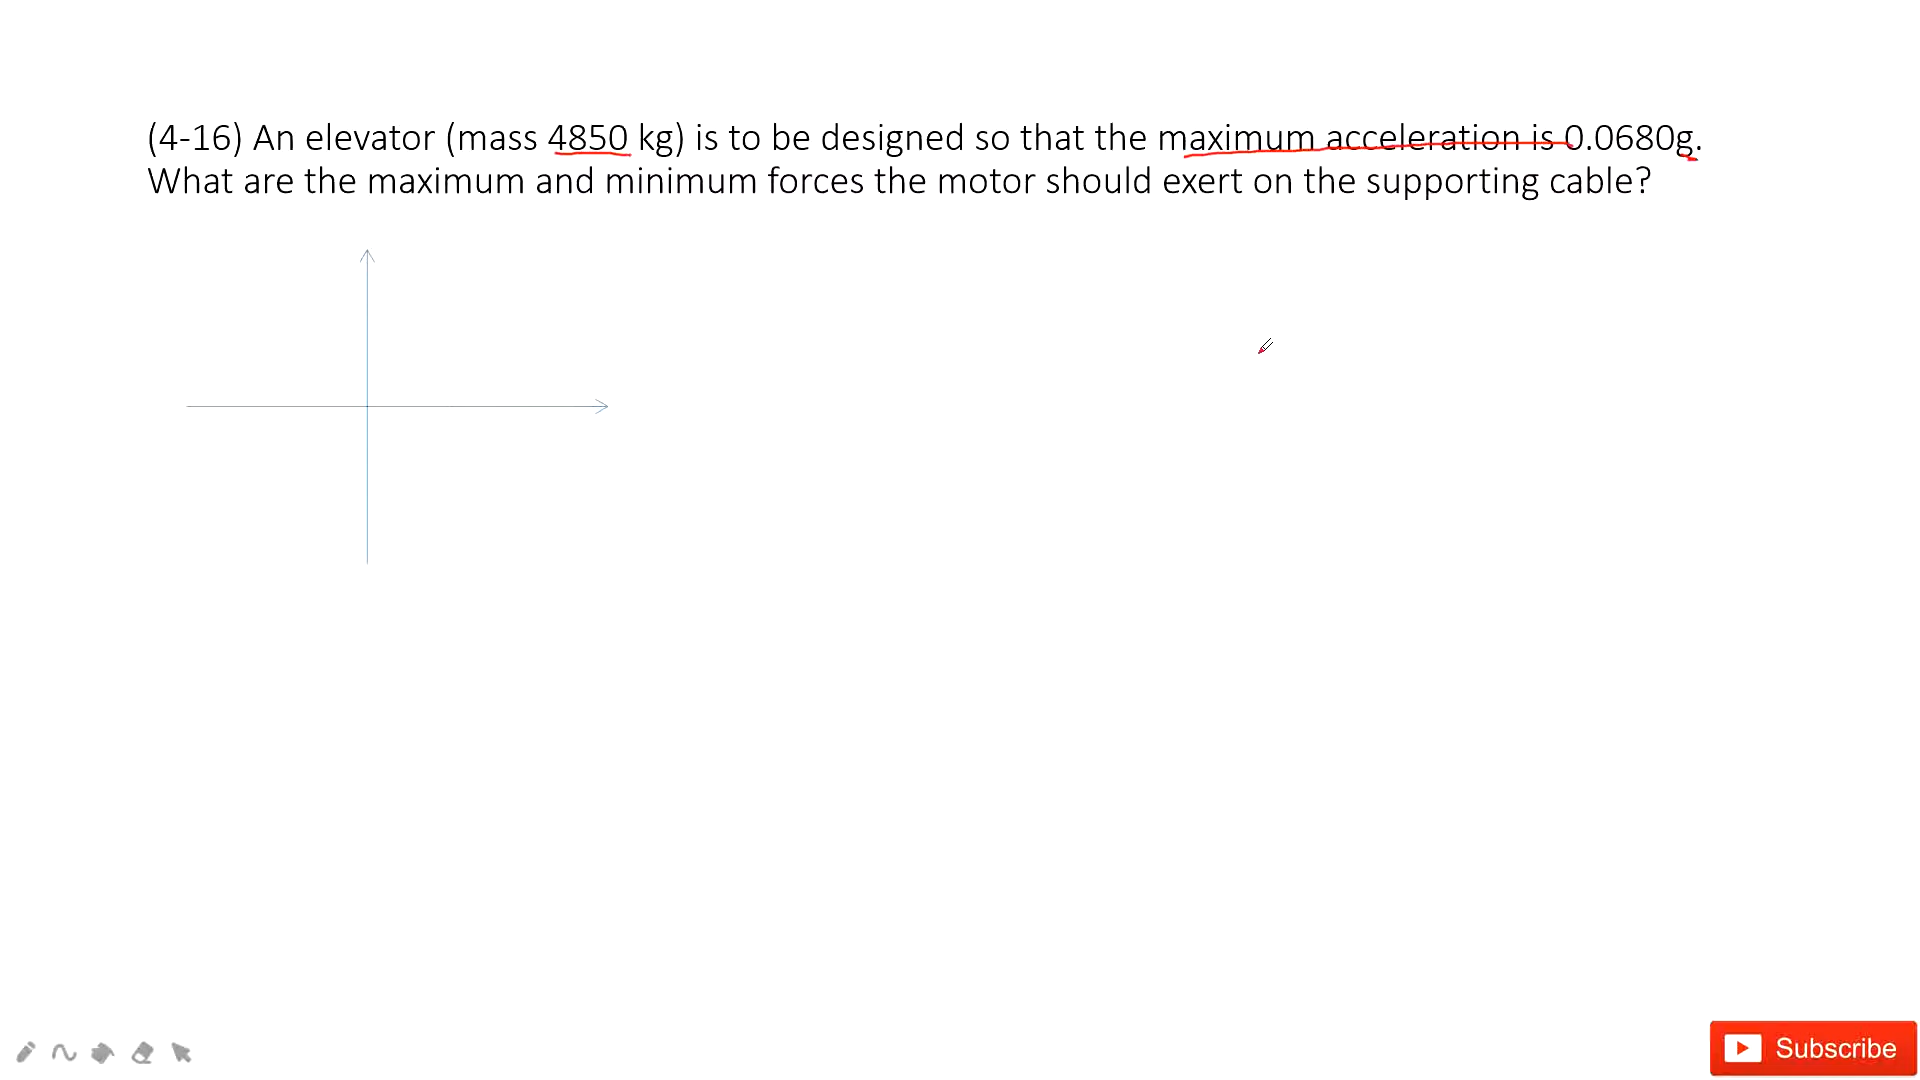 (4-16) An elevator (mass 4850 kg) is to be designed so that the maximum acceleration is 0.0680g.
What are the maximum and minimum forces the motor should exert on the supporting cable?
Subscribe